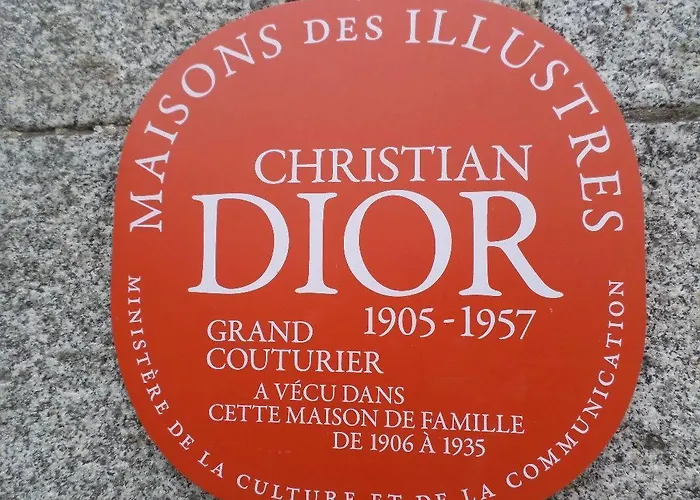 MAISONS DES ILLUSTRES
CHRISTIAN
DIOR
1905 - 1957
GRAND
COUTURIER
A VÉCU DANS
CETTE MAISON DE FAMILLE
DE 1906 À 1935
MINISTÈRE DE LA CULTURE ET DE LA COMMUNICATION